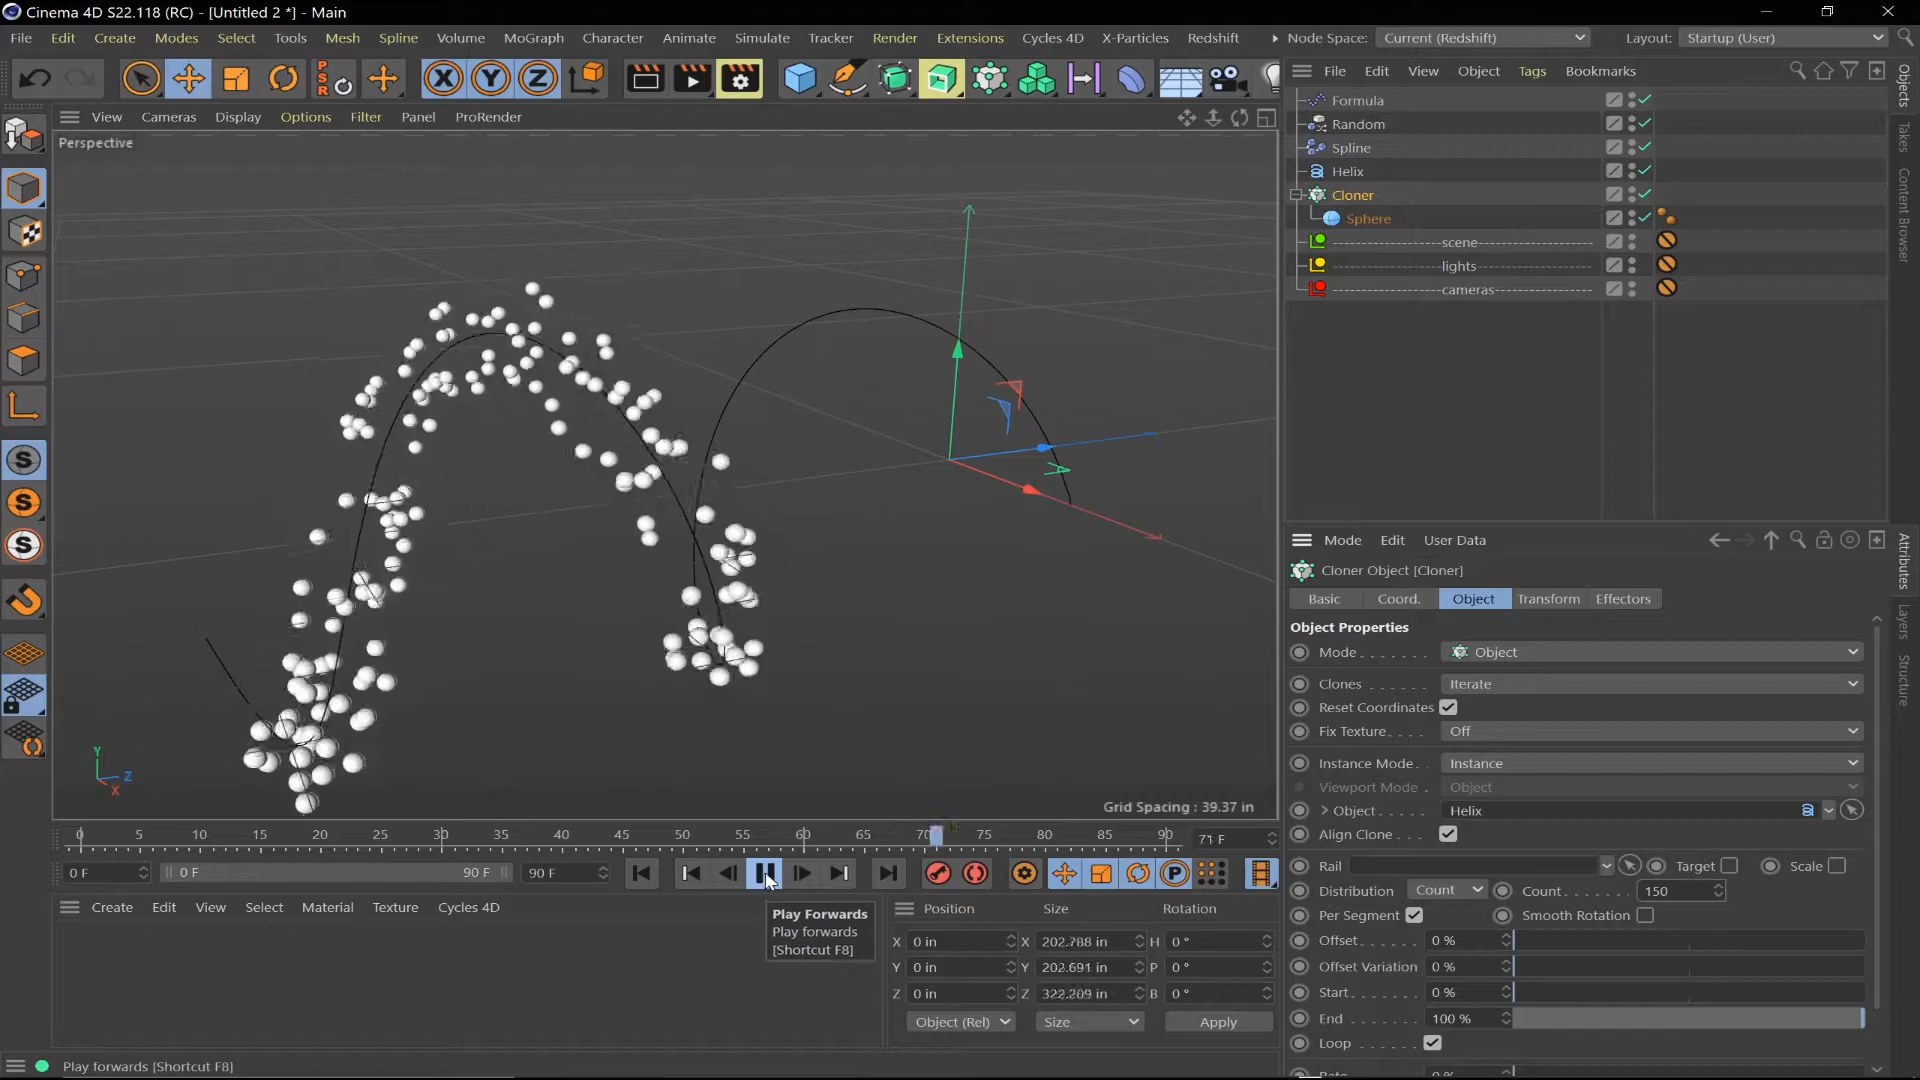 Cinema 4D S22.118 (RC) - [Untitled 2 *] - Main
File Edit Create Modes Select Tools Mesh Spline Volume MoGraph Character Animate Simulate Tracker Render Extensions Cycles 4D X-Particles Redshift Node Space: Current (Redshift) Layout: Startup (User)
PSR X Y Z
File Edit View Object Tags Bookmarks
View Cameras Display Options Filter Panel ProRender
Perspective
Formula
Random
Spline
Helix
Cloner
Sphere
--------------------scene--------------------
--------------------lights--------------------
--------------------cameras------------------
Objects
Takes
Content Browser
S
S
S
Y
Z
X
Grid Spacing : 39.37 in
Mode Edit User Data
Attributes
Layers
Structure
Cloner Object [Cloner]
Basic Coord. Object Transform Effectors
Object Properties
Mode . . . . . . . Object
Clones . . . . . . Iterate
Reset Coordinates
Fix Texture . . . . Off
Instance Mode . . Instance
Viewport Mode . Object
> Object . . . . . . Helix
Align Clone . . . .
Rail Target Scale
Distribution Count Count . . . . . . . . 150
Per Segment Smooth Rotation
Offset . . . . . . . 0 %
Offset Variation 0 %
Start . . . . . . . . 0 %
End . . . . . . . . 100 %
Loop . . . . . . .
0 5 10 15 20 25 30 35 40 45 50 55 60 65 70 75 80 85 90 71 F
0 F 0 F 90 F 90 F P
Create Edit View Select Material Texture Cycles 4D
Play Forwards
Play forwards
[Shortcut F8]
Position Size Rotation
X 0 in X 202.788 in H 0 °
Y 0 in Y 202.691 in P 0 °
Z 0 in Z 322.209 in B 0 °
Object (Rel) Size Apply
Play forwards [Shortcut F8]